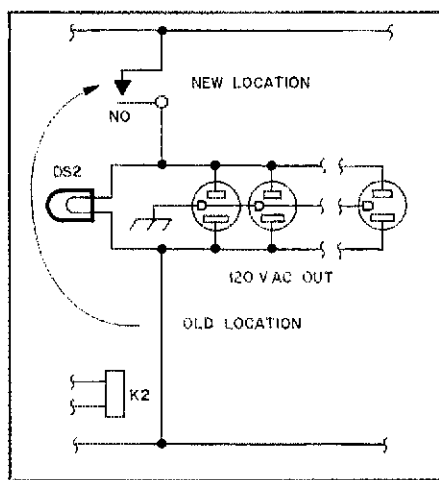 NEW LOCATION
NO
DS2
120 VAC OUT
OLD LOCATION
K2